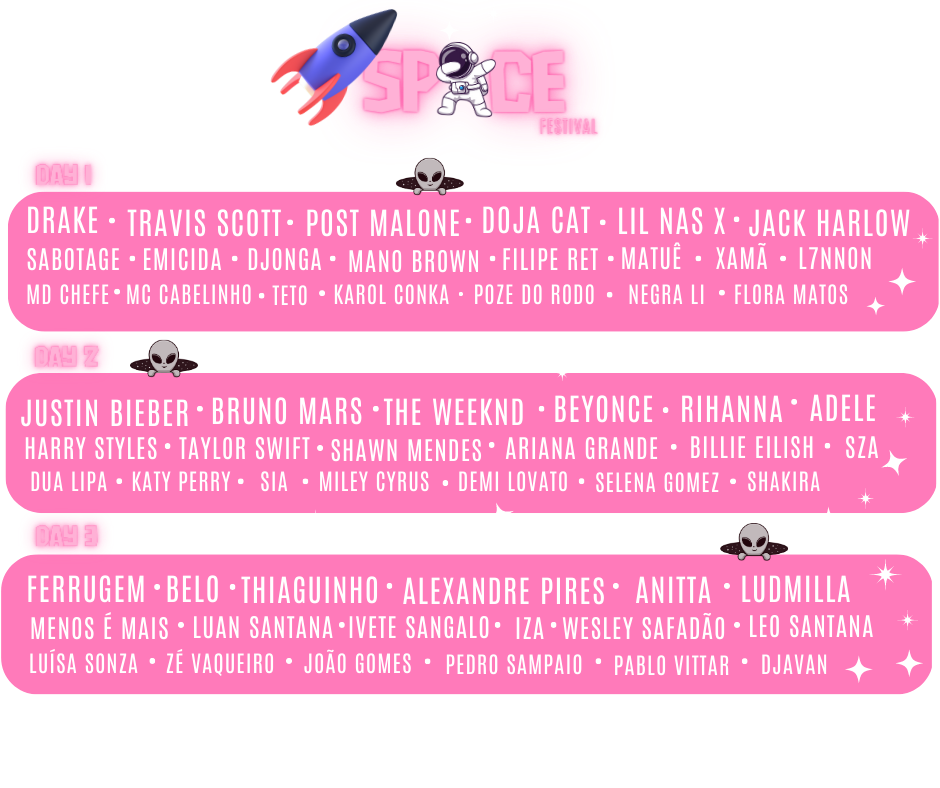 SPACE
FESTIVAL
DAY 1
DRAKE • TRAVIS SCOTT • POST MALONE • DOJA CAT • LIL NAS X • JACK HARLOW
SABOTAGE • EMICIDA • DJONGA • MANO BROWN • FILIPE RET • MATUÊ • XAMÃ • L7NNON
MD CHEFE • MC CABELINHO • TETO • KAROL CONKA • POZE DO RODO • NEGRA LI • FLORA MATOS
DAY 2
JUSTIN BIEBER • BRUNO MARS • THE WEEKND • BEYONCE • RIHANNA • ADELE
HARRY STYLES • TAYLOR SWIFT • SHAWN MENDES • ARIANA GRANDE • BILLIE EILISH • SZA
DUA LIPA • KATY PERRY • SIA • MILEY CYRUS • DEMI LOVATO • SELENA GOMEZ • SHAKIRA
DAY 3
FERRUGEM • BELO • THIAGUINHO • ALEXANDRE PIRES • ANITTA • LUDMILLA
MENOS É MAIS • LUAN SANTANA • IVETE SANGALO • IZA • WESLEY SAFADÃO • LEO SANTANA
LUÍSA SONZA • ZÉ VAQUEIRO • JOÃO GOMES • PEDRO SAMPAIO • PABLO VITTAR • DJAVAN